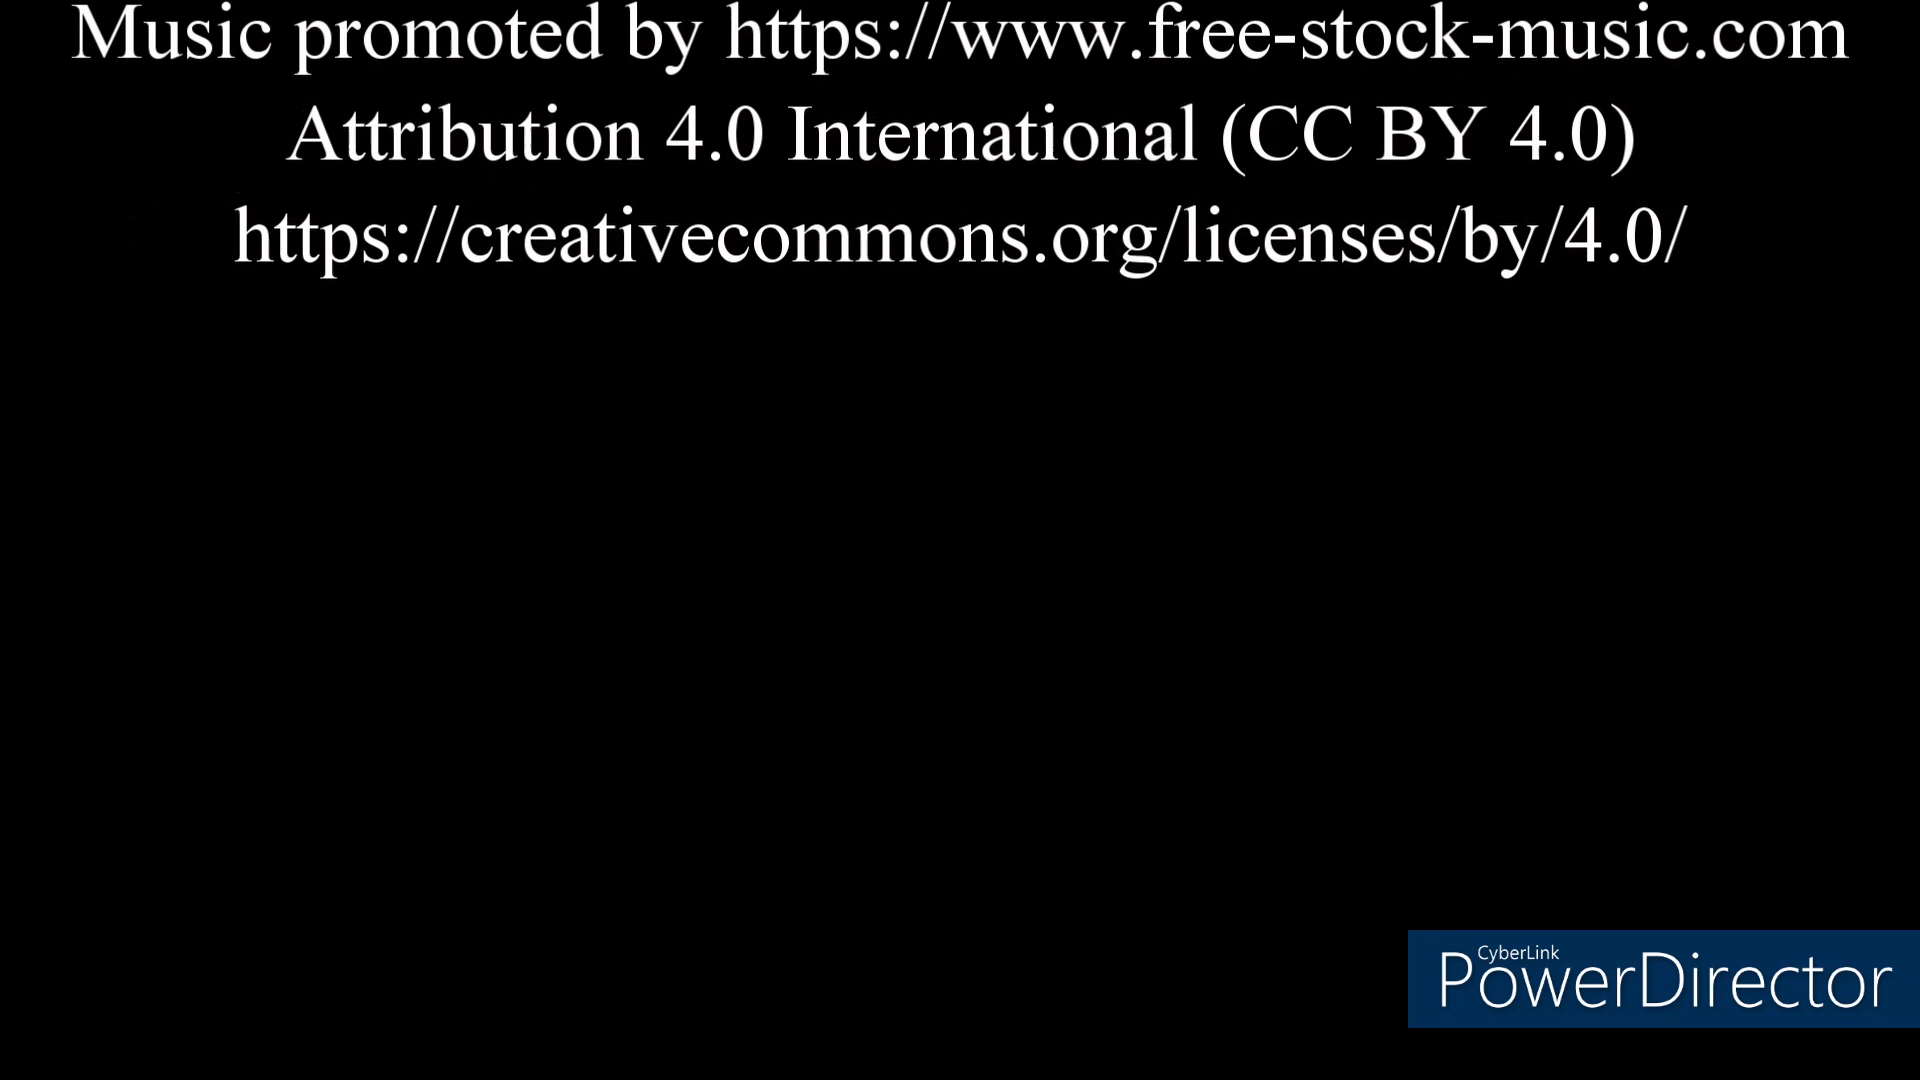 Music promoted by https://www.free-stock-music.com
Attribution 4.0 International (CC BY 4.0)
https://creativecommons.org/licenses/by/4.0/
CyberLink
PowerDirector